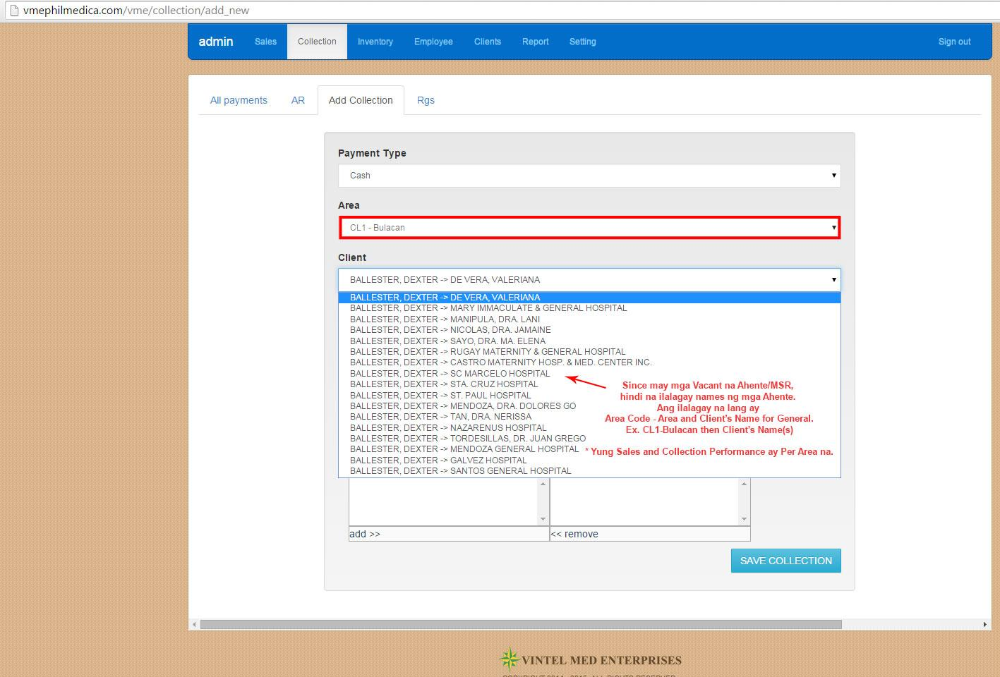 vmephilmedica.com/vme/collection/add_new
admin Sales Collection Inventory Employee Clients Report Setting Sign out
All payments AR Add Collection Rgs
Payment Type
Cash
Area
CL1 - Bulacan
Client
BALLESTER, DEXTER -> DE VERA, VALERIANA
BALLESTER, DEXTER -> DE VERA, VALERIANA
BALLESTER, DEXTER -> MARY IMMACULATE & GENERAL HOSPITAL
BALLESTER, DEXTER -> MANIPULA, DRA. LANI
BALLESTER, DEXTER -> NICOLAS, DRA. JAMAINE
BALLESTER, DEXTER -> SAYO, DRA. MA. ELENA
BALLESTER, DEXTER -> RUGAY MATERNITY & GENERAL HOSPITAL
BALLESTER, DEXTER -> CASTRO MATERNITY HOSP. & MED. CENTER INC.
BALLESTER, DEXTER -> SC MARCELO HOSPITAL
BALLESTER, DEXTER -> STA. CRUZ HOSPITAL
BALLESTER, DEXTER -> ST. PAUL HOSPITAL
BALLESTER, DEXTER -> MENDOZA, DRA. DOLORES GO
BALLESTER, DEXTER -> TAN, DRA. NERISSA
BALLESTER, DEXTER -> NAZARENUS HOSPITAL
BALLESTER, DEXTER -> TORDESILLAS, DR. JUAN GREGO
BALLESTER, DEXTER -> MENDOZA GENERAL HOSPITAL
BALLESTER, DEXTER -> GALVEZ HOSPITAL
BALLESTER, DEXTER -> SANTOS GENERAL HOSPITAL
Since may mga Vacant na Ahente/MSR,
hindi na ilalagay names ng mga Ahente.
Ang ilalagay na lang ay
Area Code - Area and Client's Name for General.
Ex. CL1-Bulacan then Client's Name(s)
* Yung Sales and Collection Performance ay Per Area na.
add >> << remove
SAVE COLLECTION
VINTEL MED ENTERPRISES
COPYRIGHT 2014 - 2015. ALL RIGHTS RESERVED